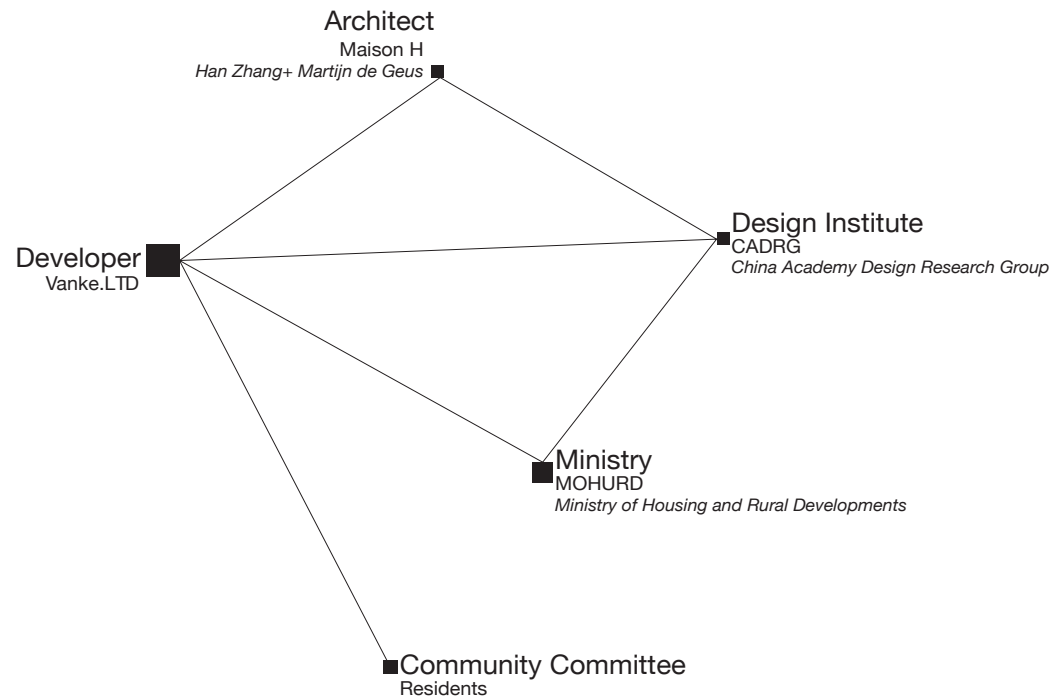 Architect
Maison H
Han Zhang+ Martijn de Geus
Design Institute
CADRG
China Academy Design Research Group
Developer
Vanke.LTD
Ministry
MOHURD
Ministry of Housing and Rural Developments
Community Committee
Residents